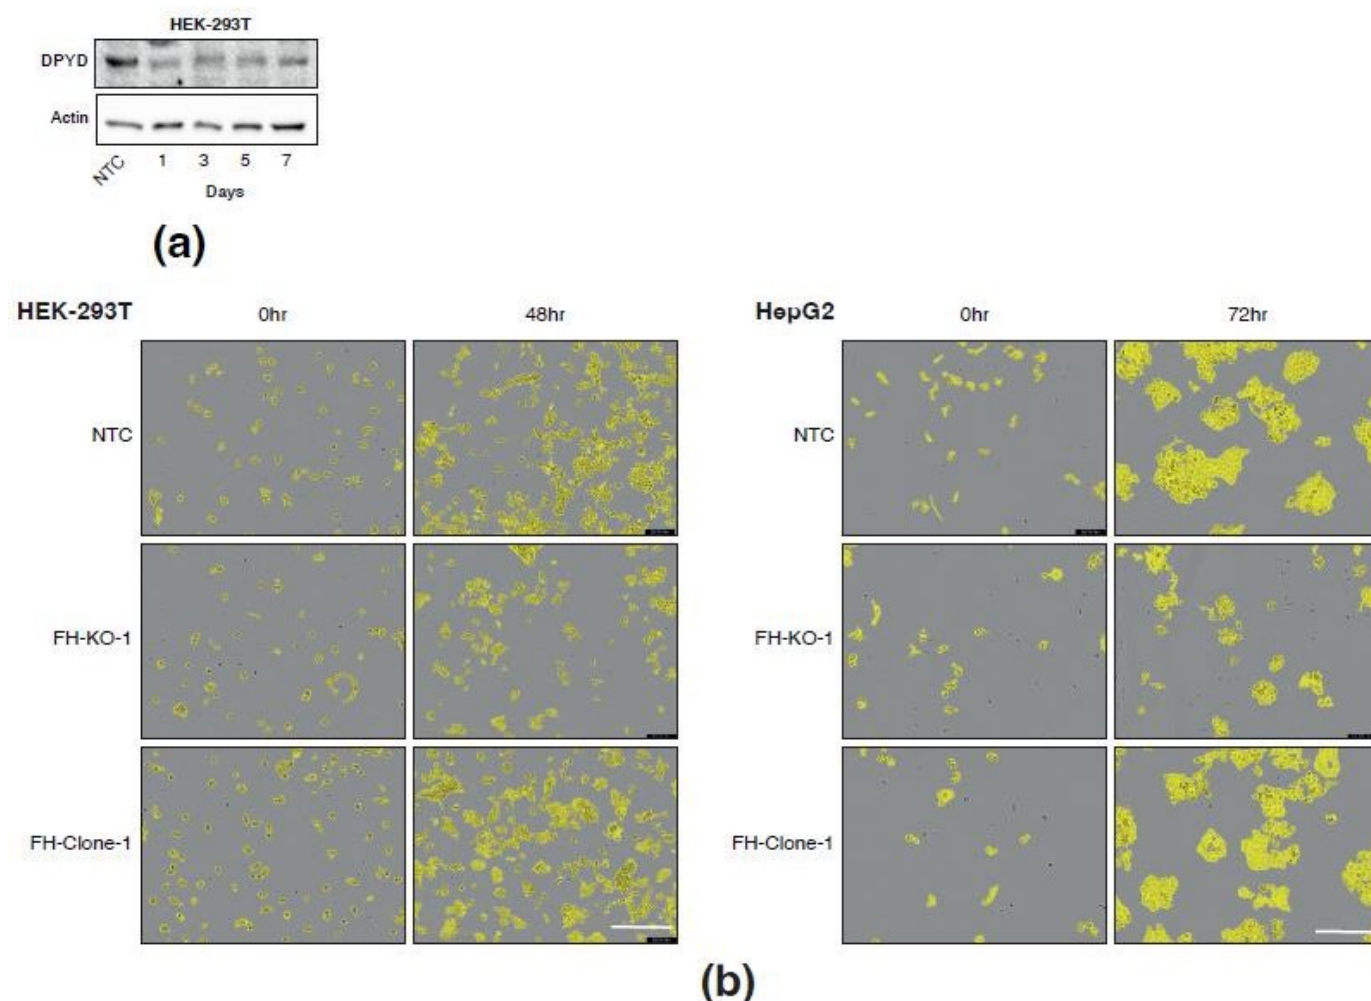 HEK-293T
DPYD
Actin
NTC 1 3 5 7
Days
(a)
HEK-293T 0hr 48hr HepG2 0hr 72hr
NTC NTC
FH-KO-1 FH-KO-1
FH-Clone-1 FH-Clone-1
(b)